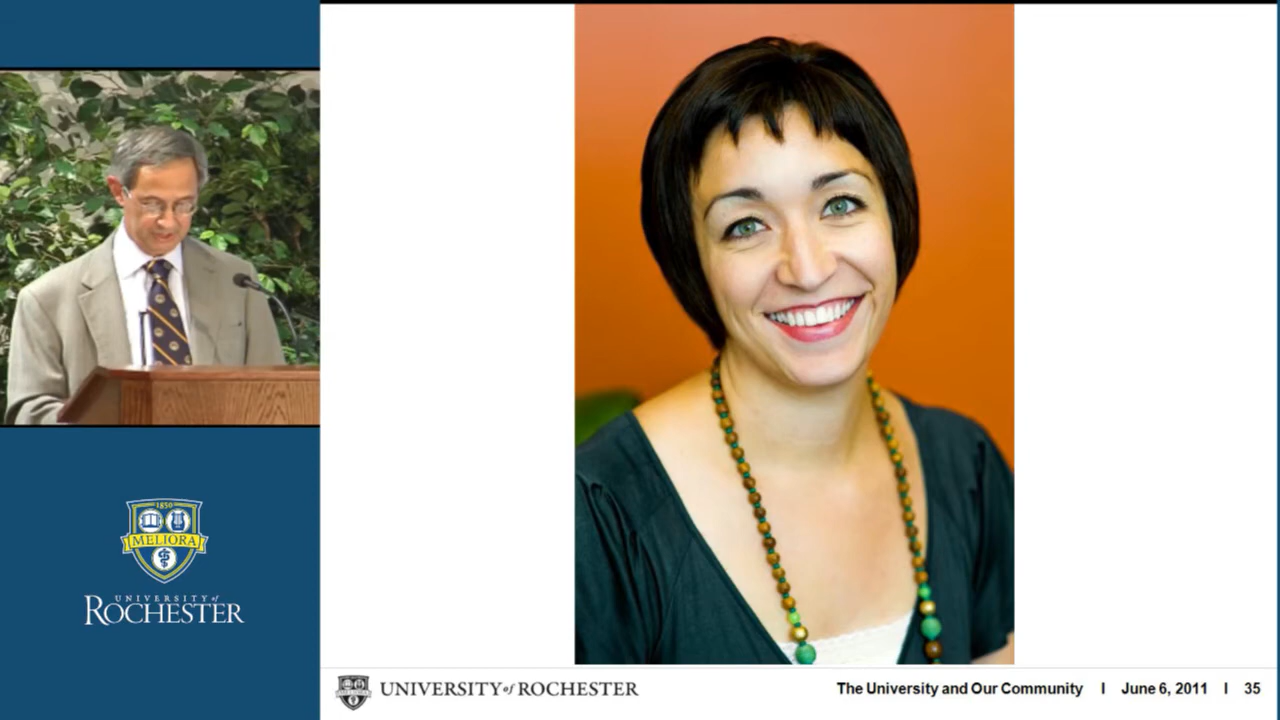 1850
MELIORA
UNIVERSITY of
ROCHESTER
UNIVERSITY of ROCHESTER
The University and Our Community | June 6, 2011 | 35